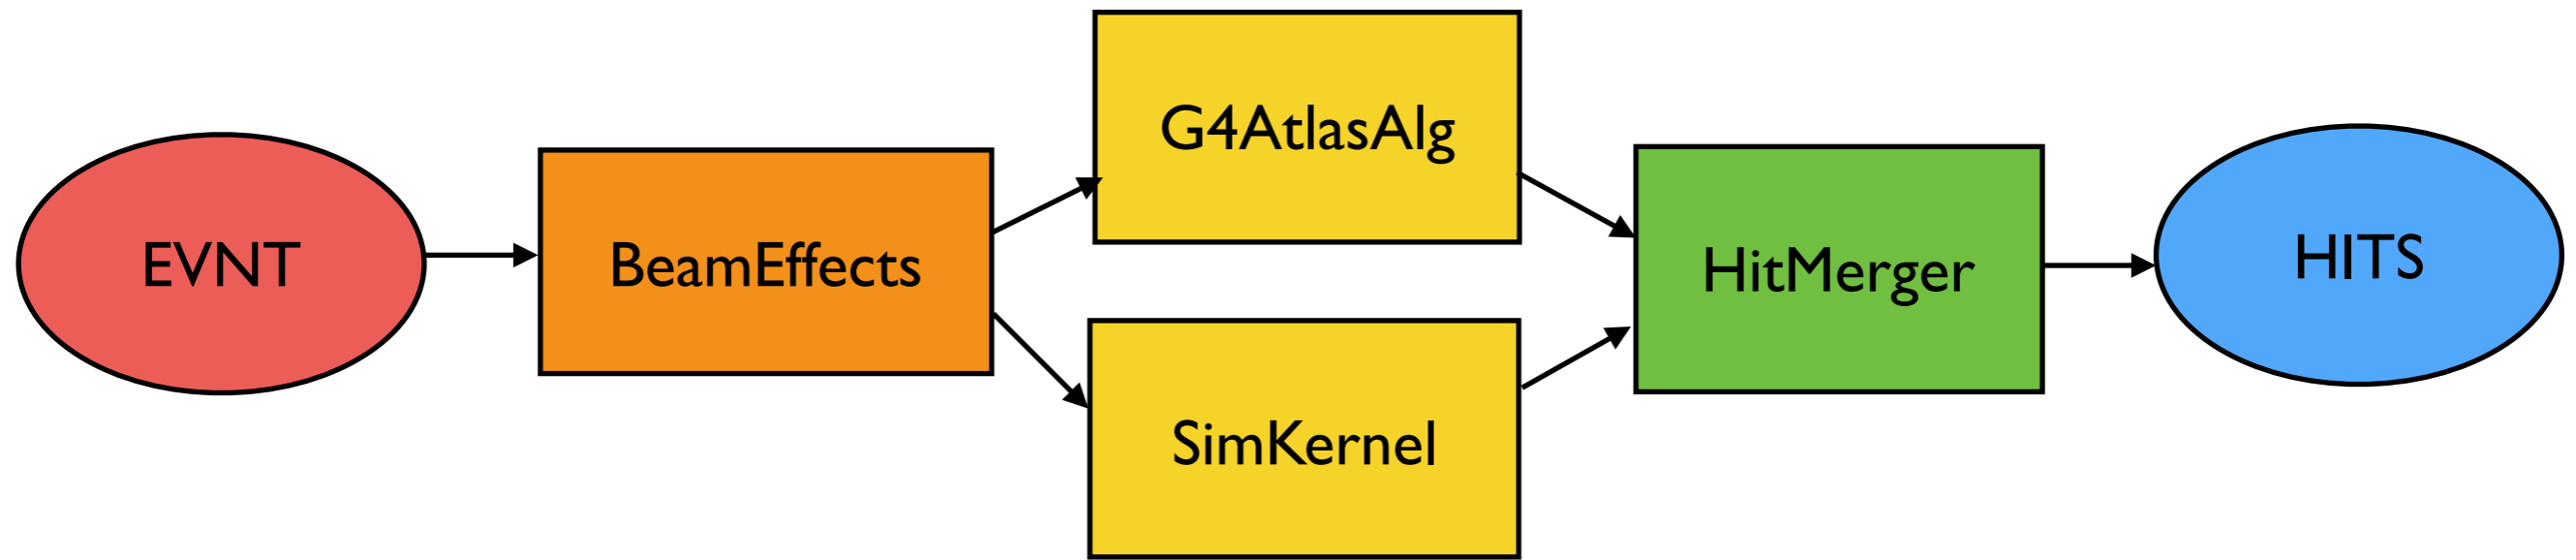 EVNT
BeamEffects
G4AtlasAlg
SimKernel
HitMerger
HITS